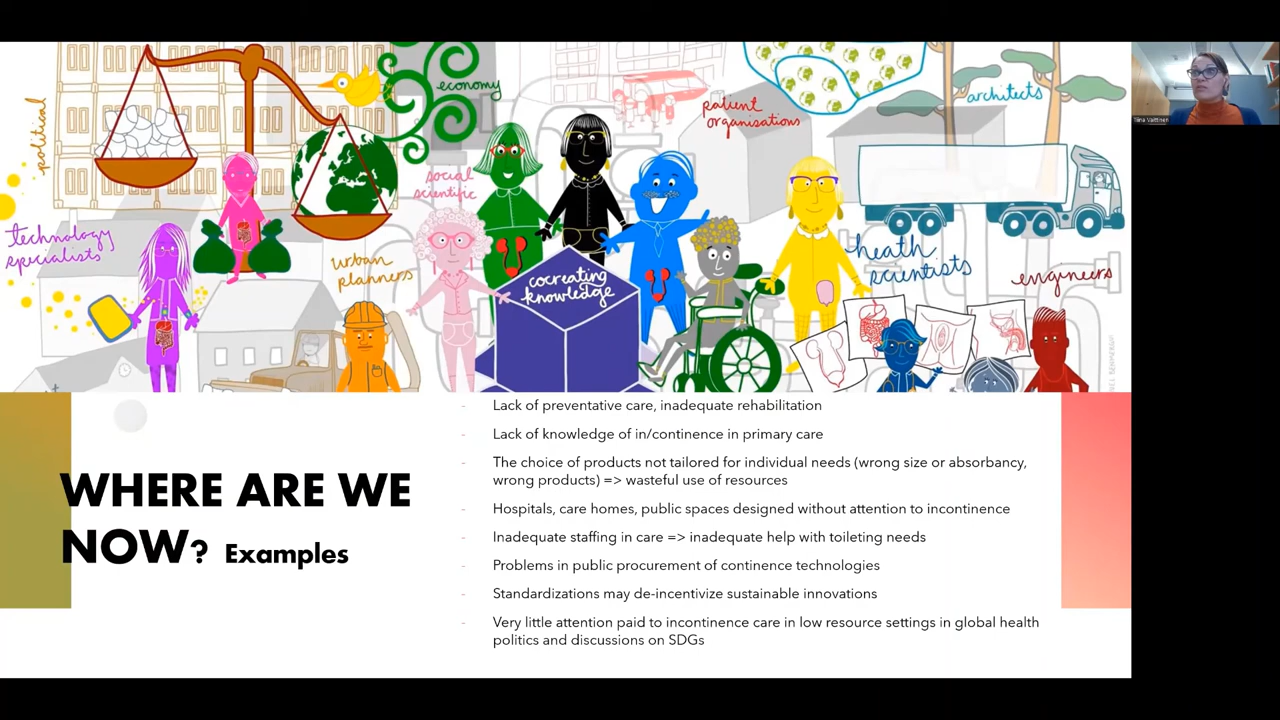 political
economy
patient
organisations
architects
social
scientific
technology
specialists
urban
planners
heath
scientists
engineers
cocreating
knowledge
Tiina Vaittinen
WHERE ARE WE
NOW? Examples
- Lack of preventative care, inadequate rehabilitation
- Lack of knowledge of in/continence in primary care
- The choice of products not tailored for individual needs (wrong size or absorbancy,
wrong products) => wasteful use of resources
- Hospitals, care homes, public spaces designed without attention to incontinence
- Inadequate staffing in care => inadequate help with toileting needs
- Problems in public procurement of continence technologies
- Standardizations may de-incentivize sustainable innovations
- Very little attention paid to incontinence care in low resource settings in global health
politics and discussions on SDGs